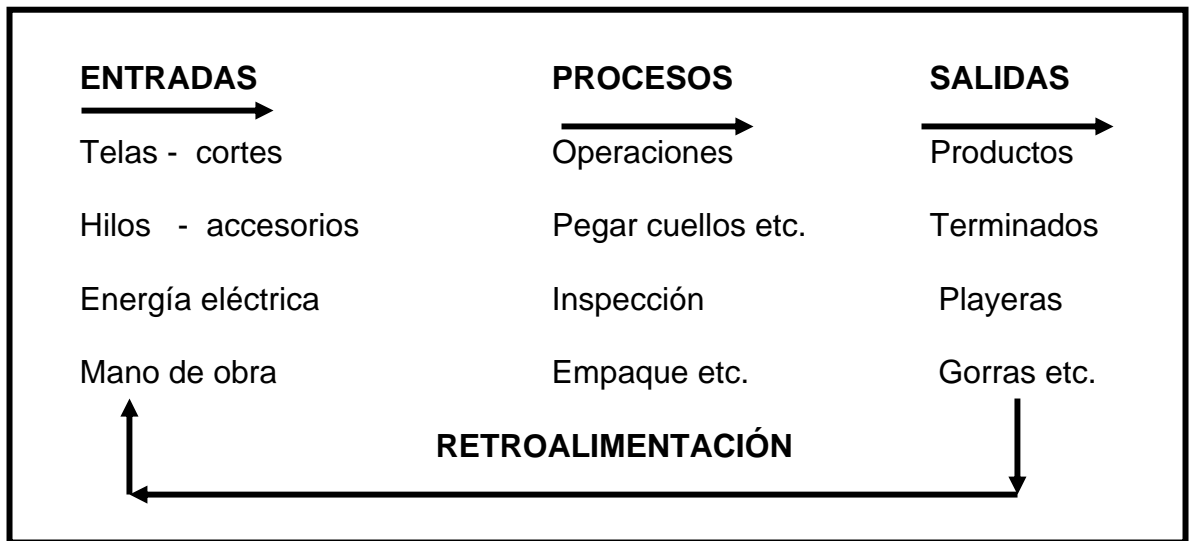 ENTRADAS PROCESOS SALIDAS
Telas - cortes Operaciones Productos
Hilos - accesorios Pegar cuellos etc. Terminados
Energía eléctrica Inspección Playeras
Mano de obra Empaque etc. Gorras etc.
RETROALIMENTACIÓN